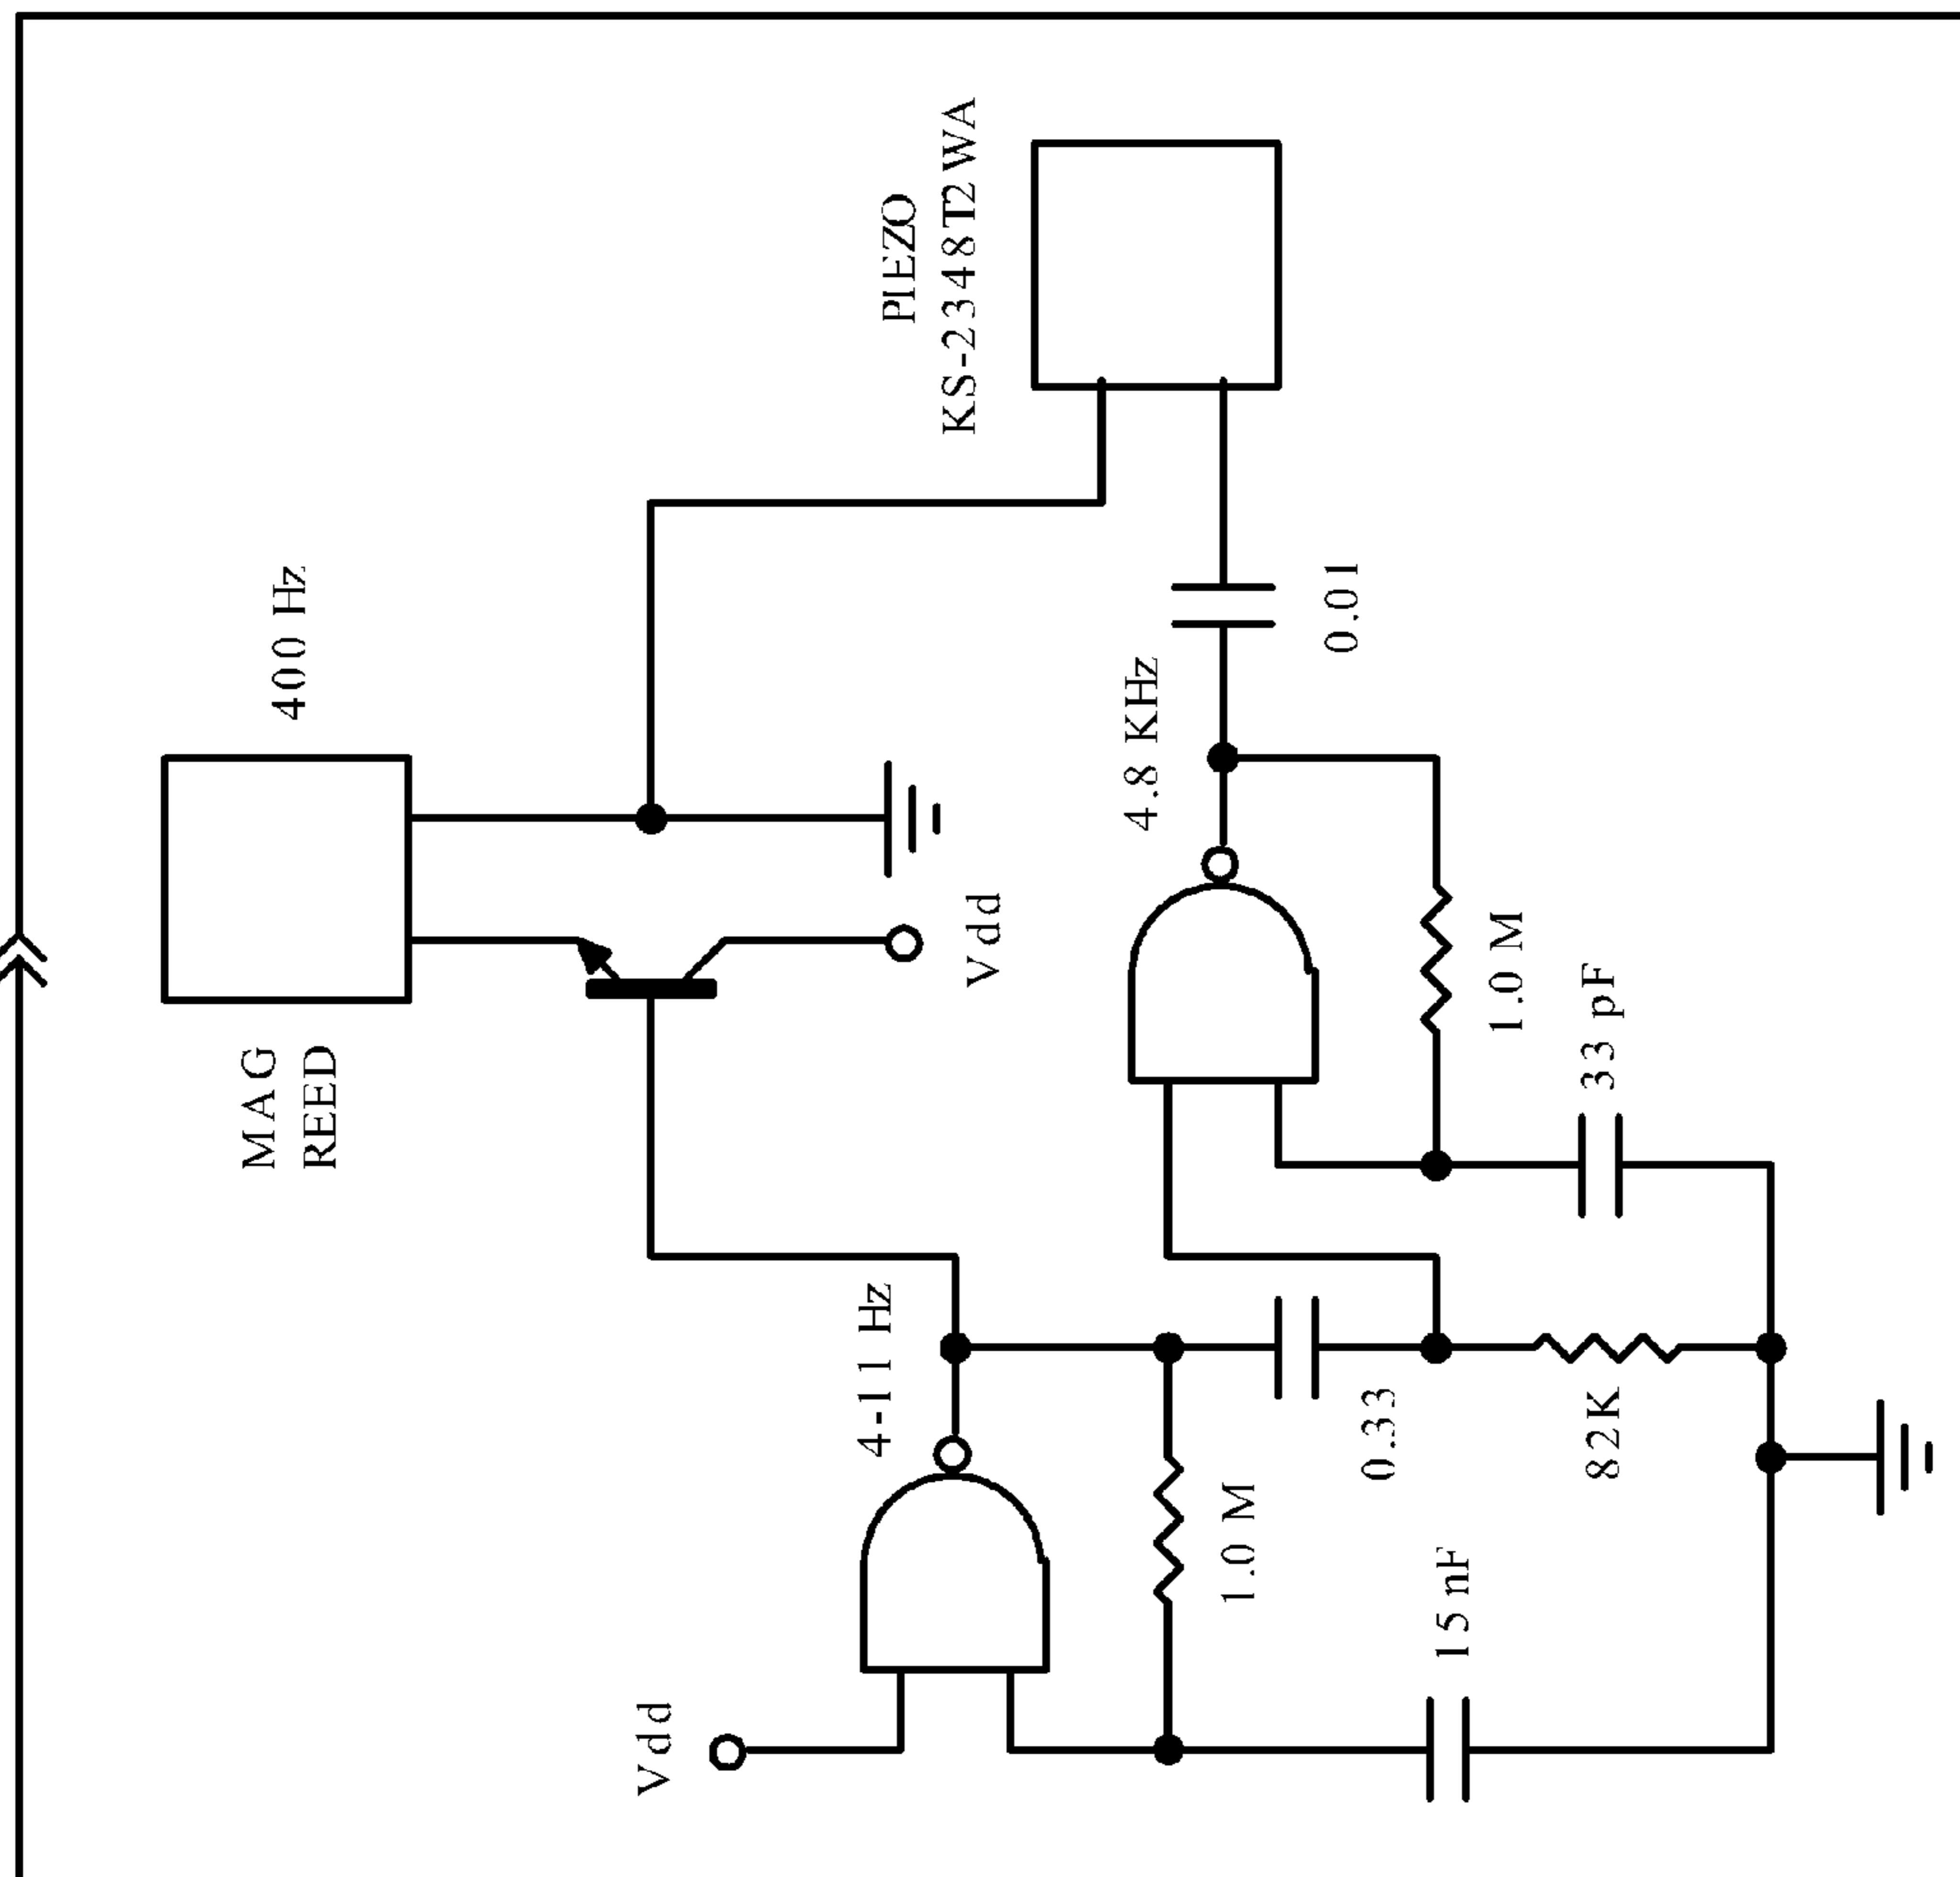 MAG
REED
400 Hz
Vdd
4-11 Hz
PIEZO
KS-2348T2WA
Vdd
4.8 KHz
1.0 M
0.33
0.01
15 nF
1.0 M
82K
33 pF